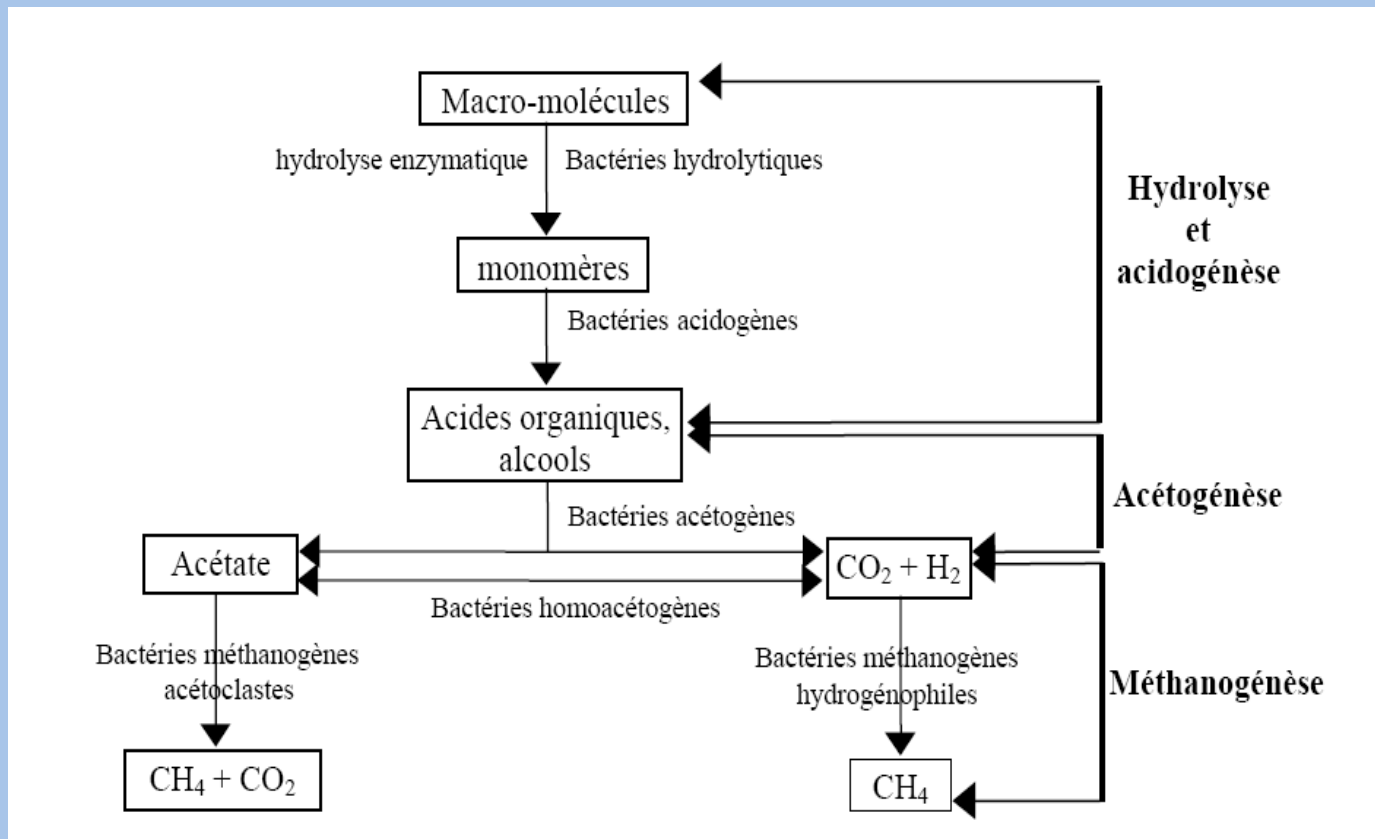 Macro-molécules
hydrolyse enzymatique
Bactéries hydrolytiques
Hydrolyse
et
acidogénèse
monomères
Bactéries acidogènes
Acides organiques,
alcools
Acétogénèse
Bactéries acétogènes
Acétate
CO₂ + H₂
Bactéries homoacétogènes
Bactéries méthanogènes
acétoclastes
Bactéries méthanogènes
hydrogénophiles
Méthanogénèse
CH₄ + CO₂
CH₄